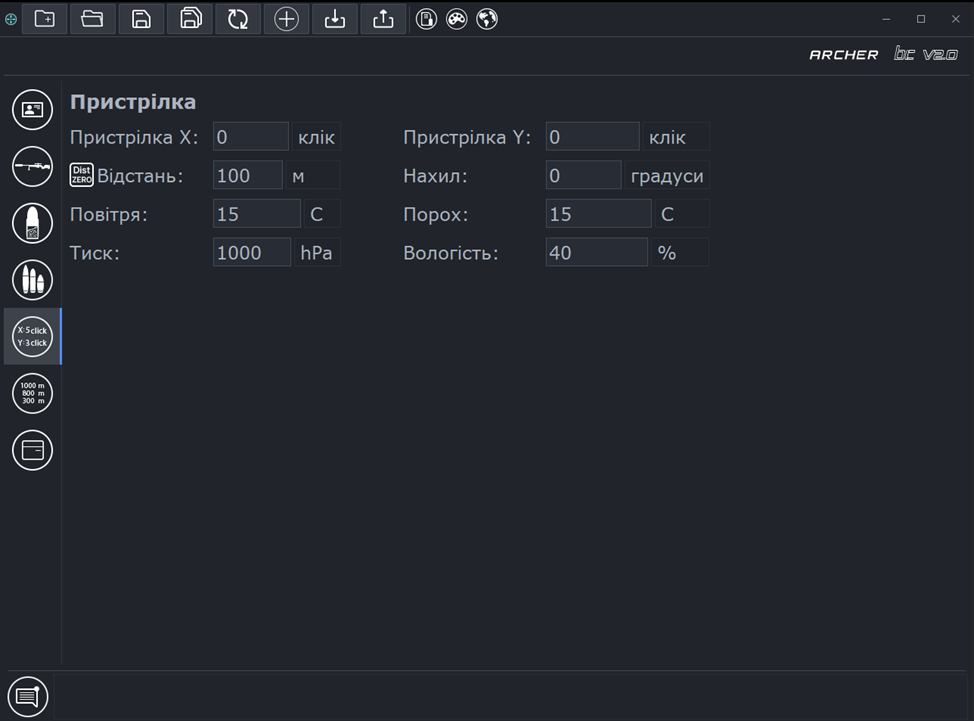 ARCHER bc v2.0
Пристрілка
Пристрілка X: 0 клік Пристрілка Y: 0 клік
Dist
ZERO Відстань: 100 м Нахил: 0 градуси
Повітря: 15 C Порох: 15 C
Тиск: 1000 hPa Вологість: 40 %
X: 5 click
Y: 3 click
1000 m
800 m
300 m